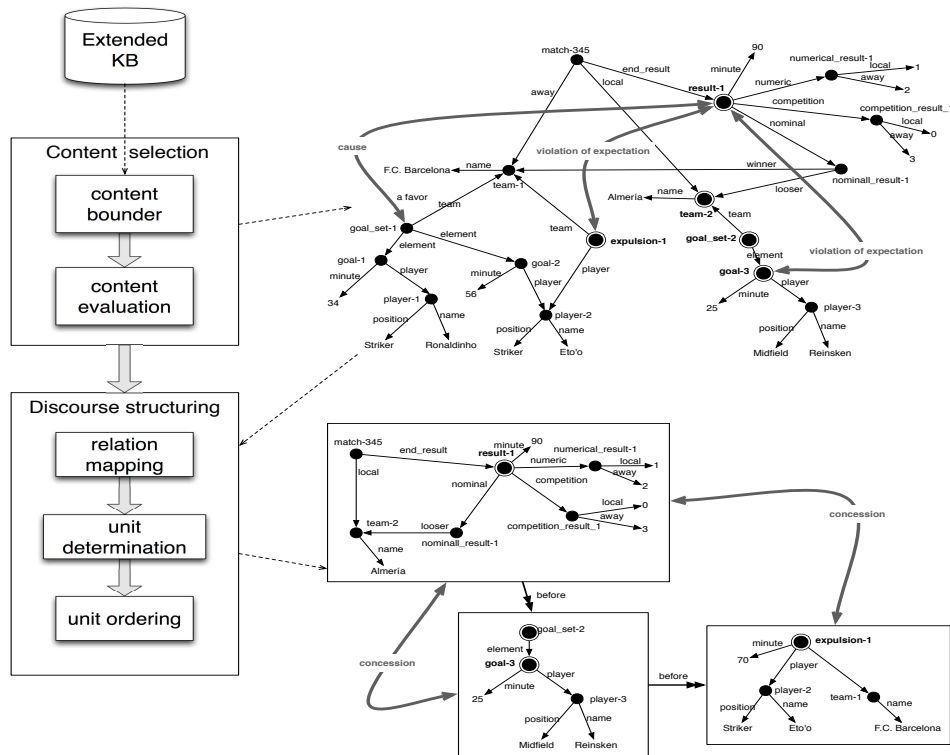 Extended
KB
Content selection
content
bounder
content
evaluation
Discourse structuring
relation
mapping
unit
determination
unit ordering
match-345
end_result
local
away
result-1
minute
90
numeric
numerical_result-1
local
1
away
2
competition
competition_result_1
local
0
away
3
nominal
nominall_result-1
winner
looser
cause
violation of expectation
F.C. Barcelona
name
team-1
a favor
team
goal_set-1
element
element
goal-1
minute
34
player
player-1
position
name
Striker
Ronaldinho
goal-2
minute
56
player
player-2
position
name
Striker
Eto'o
team
expulsion-1
player
Almeria
name
team-2
team
goal_set-2
element
goal-3
minute
25
player
player-3
position
name
Midfield
Reinsken
violation of expectation
match-345
end_result
local
result-1
minute
90
numeric
numerical_result-1
local
1
away
2
competition
competition_result_1
local
0
away
3
nominal
nominall_result-1
looser
team-2
name
Almeria
concession
before
concession
goal_set-2
element
goal-3
minute
25
player
player-3
position
name
Midfield
Reinsken
before
expulsion-1
minute
70
player
player-2
position
name
Striker
Eto'o
team-1
name
F.C. Barcelona